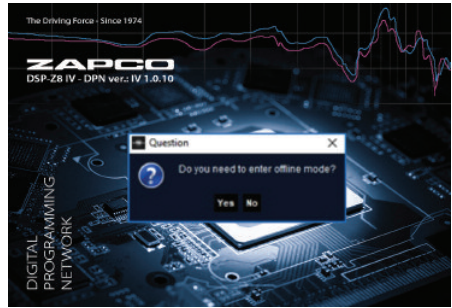 The Driving Force - Since 1974
ZAPCO
DSP-Z8 IV - DPN ver.: IV 1.0.10
Question
Do you need to enter offline mode?
Yes No
DIGITAL
PROGRAMMING
NETWORK